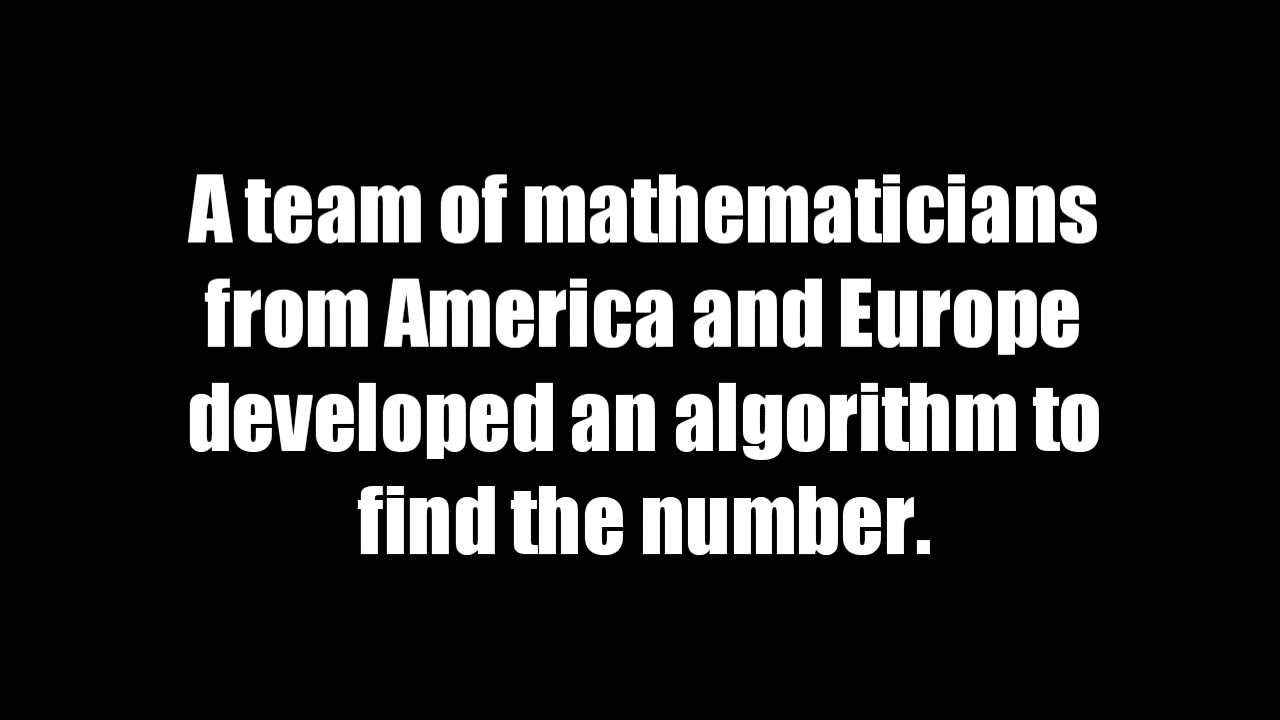 A team of mathematicians
from America and Europe
developed an algorithm to
find the number.